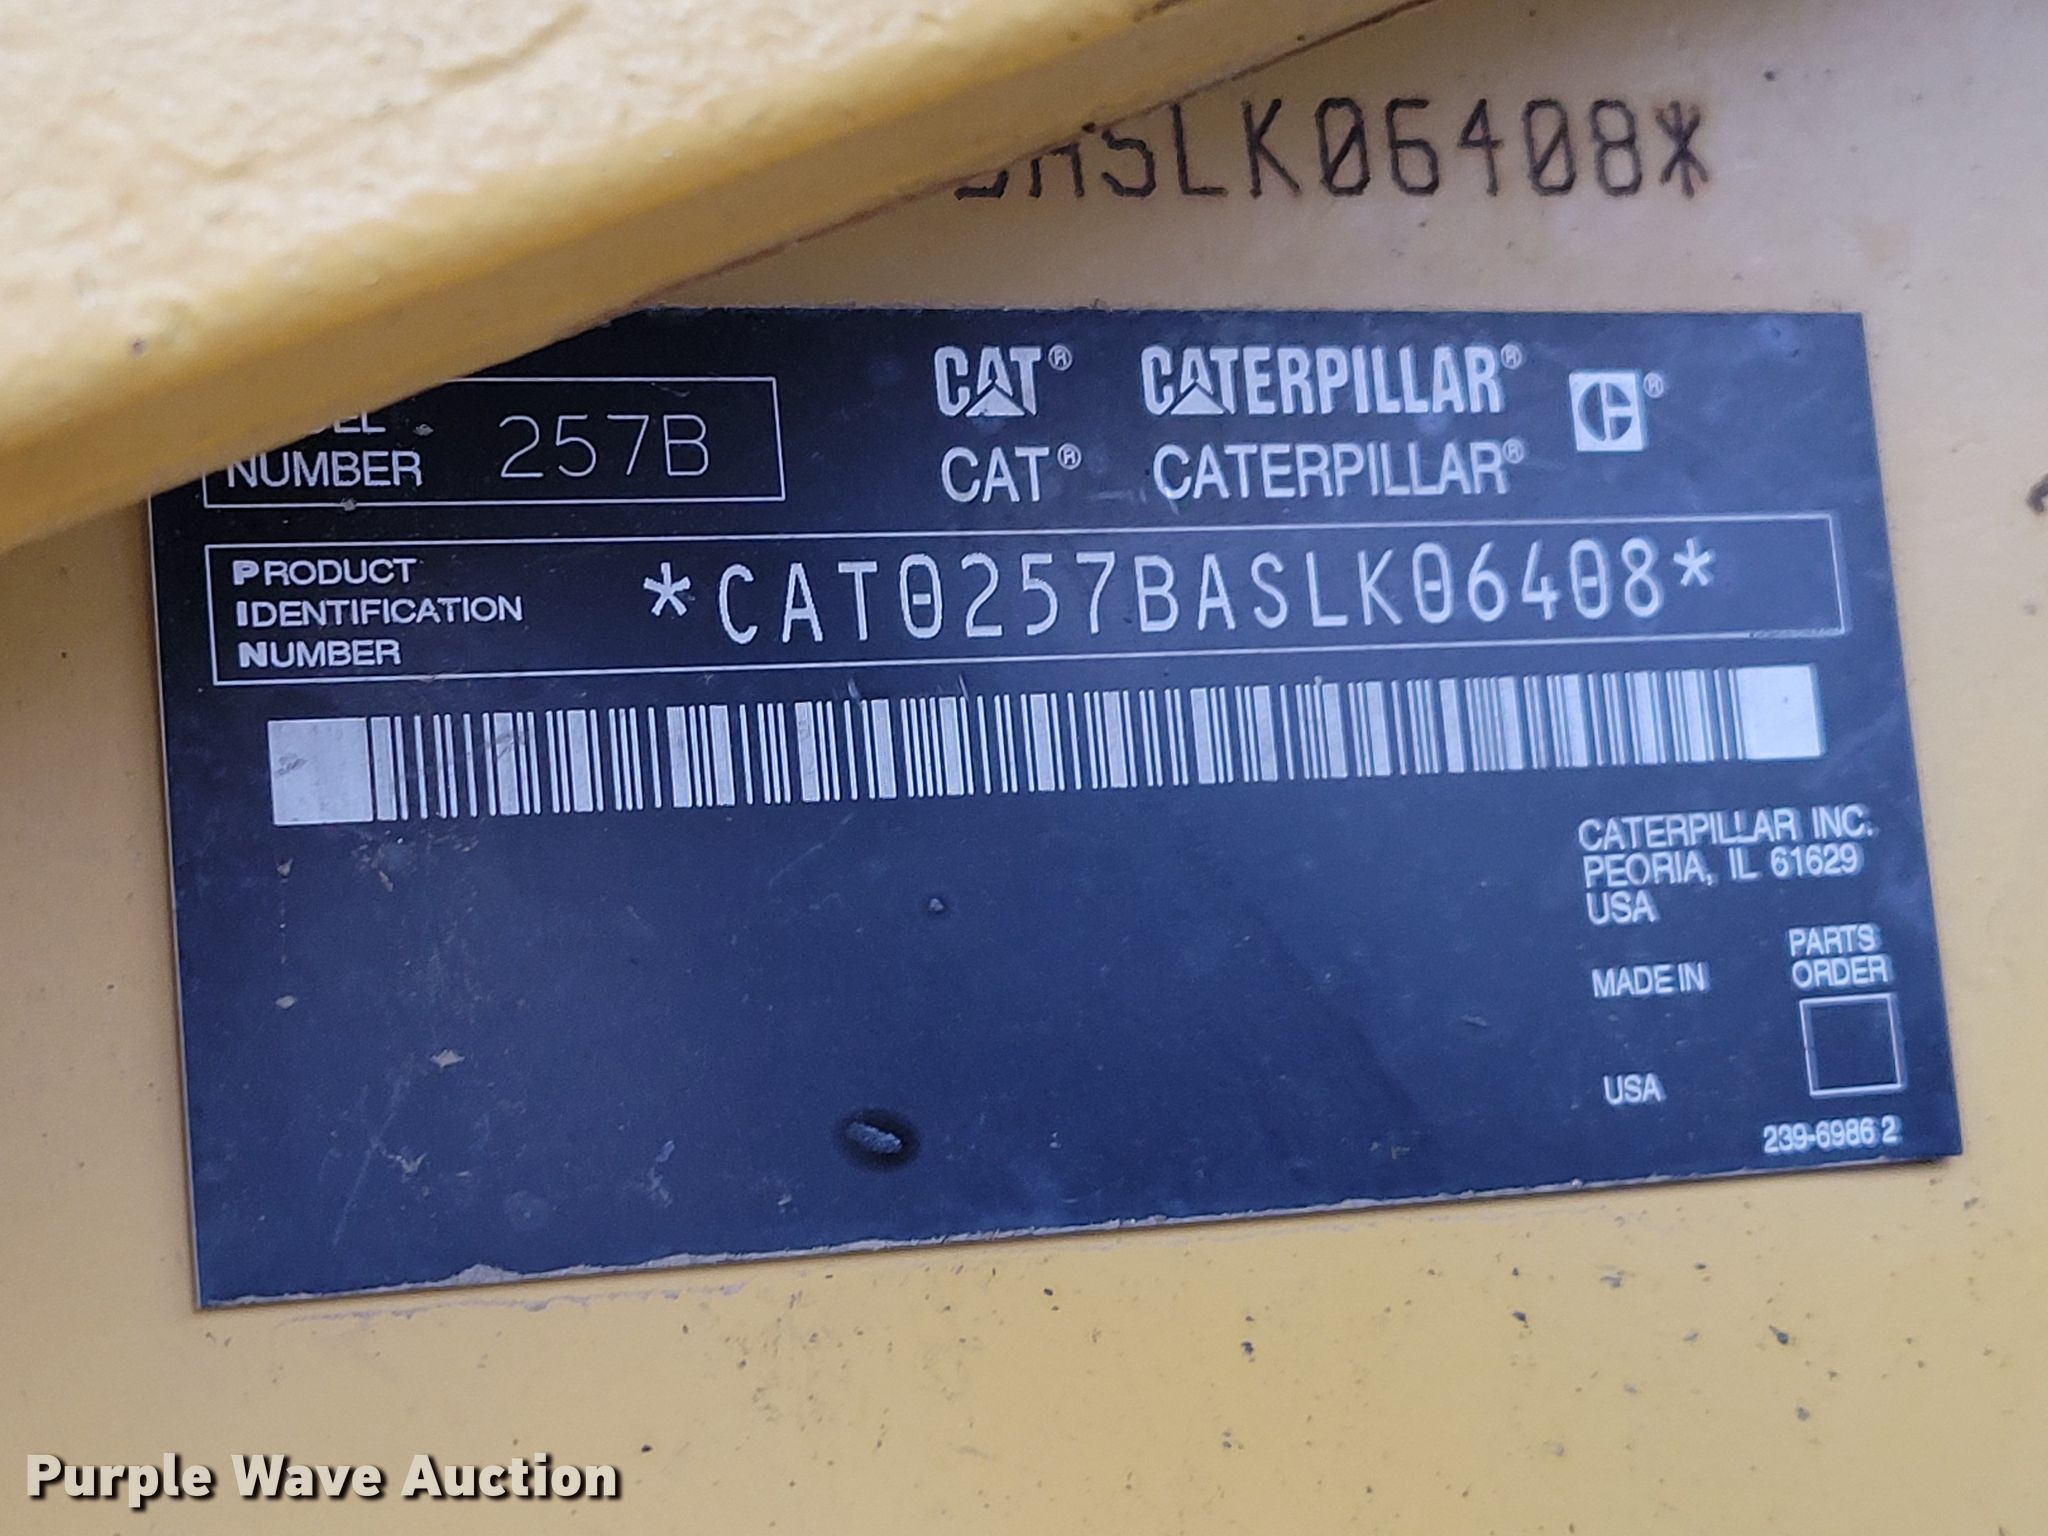 BASLK06408*
CAT® CATERPILLAR®
MODEL
NUMBER 257B
CAT® CATERPILLAR®
PRODUCT
IDENTIFICATION
NUMBER
*CAT0257BASLK06408*
CATERPILLAR INC.
PEORIA, IL 61629
USA
PARTS
ORDER
MADE IN
USA
239-6986 2
Purple Wave Auction